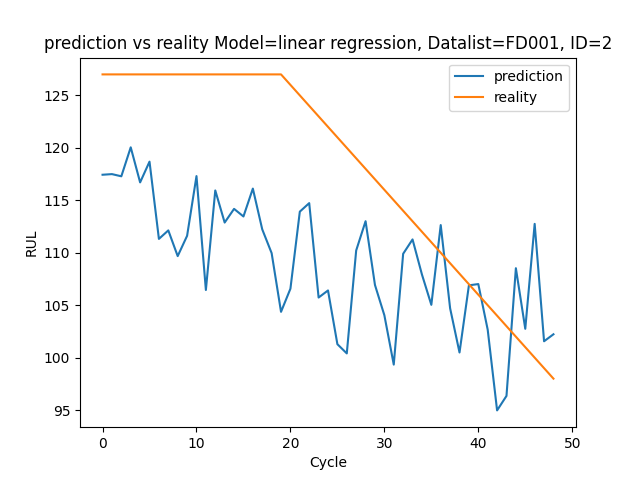 prediction vs reality Model=linear regression, Datalist=FD001, ID=2
prediction
reality
RUL
125
120
115
110
105
100
95
0 10 20 30 40 50
Cycle